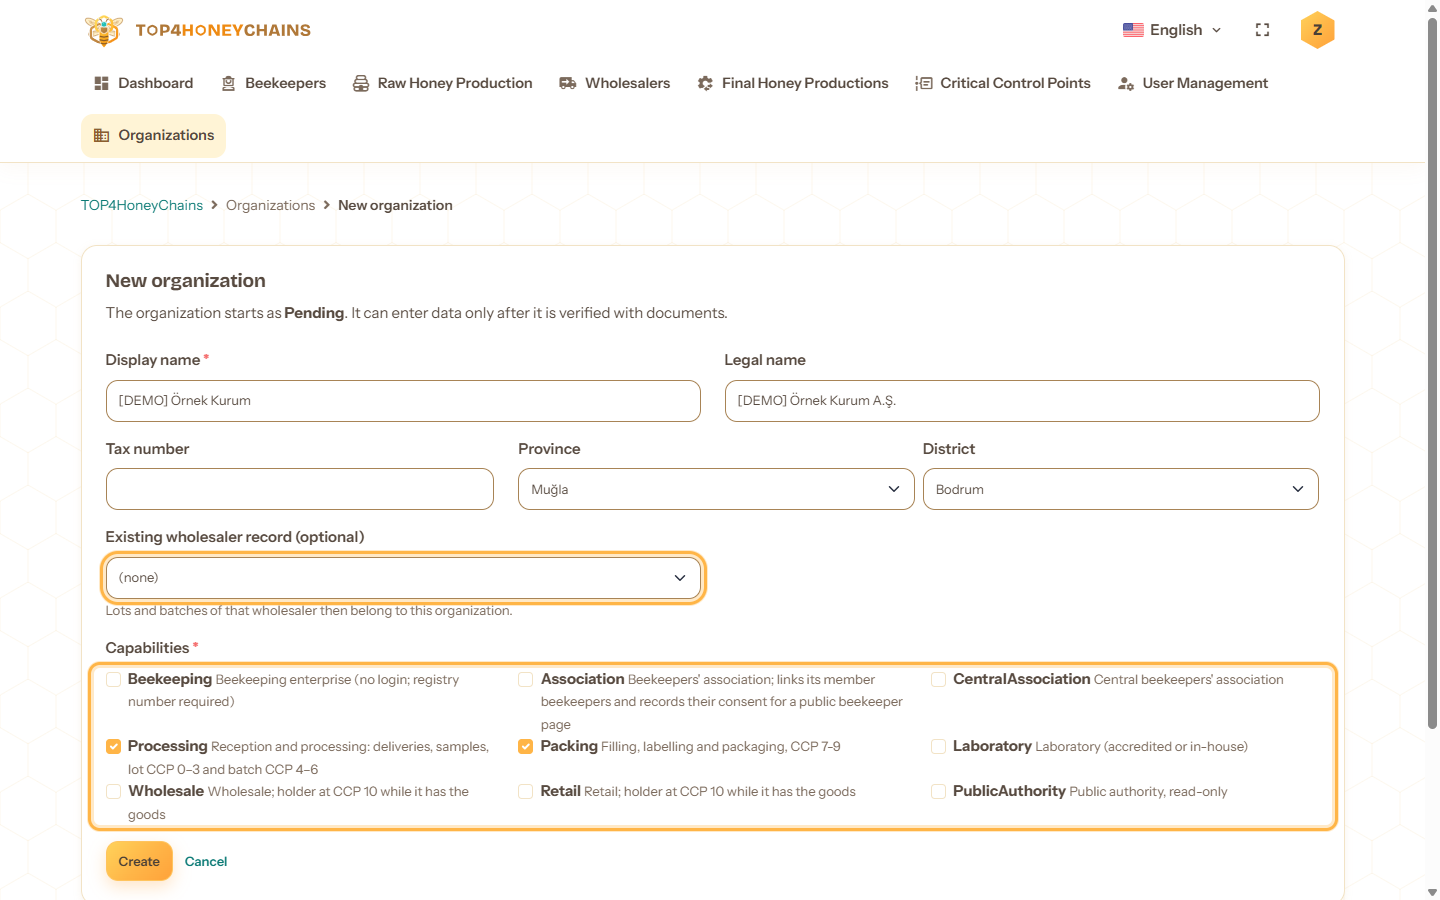 TOP4HONEYCHAINS
English
Z
Dashboard
Beekeepers
Raw Honey Production
Wholesalers
Final Honey Productions
Critical Control Points
User Management
Organizations
TOP4HoneyChains > Organizations > New organization
New organization
The organization starts as Pending. It can enter data only after it is verified with documents.
Display name *
Legal name
[DEMO] Örnek Kurum
[DEMO] Örnek Kurum A.Ş.
Tax number
Province
District
Muğla
Bodrum
Existing wholesaler record (optional)
(none)
Lots and batches of that wholesaler then belong to this organization.
Capabilities *
Beekeeping Beekeeping enterprise (no login; registry
number required)
Association Beekeepers' association; links its member
beekeepers and records their consent for a public beekeeper
page
CentralAssociation Central beekeepers' association
Processing Reception and processing: deliveries, samples,
lot CCP 0–3 and batch CCP 4–6
Packing Filling, labelling and packaging, CCP 7–9
Laboratory Laboratory (accredited or in-house)
Wholesale Wholesale; holder at CCP 10 while it has the
goods
Retail Retail; holder at CCP 10 while it has the goods
PublicAuthority Public authority, read-only
Create
Cancel